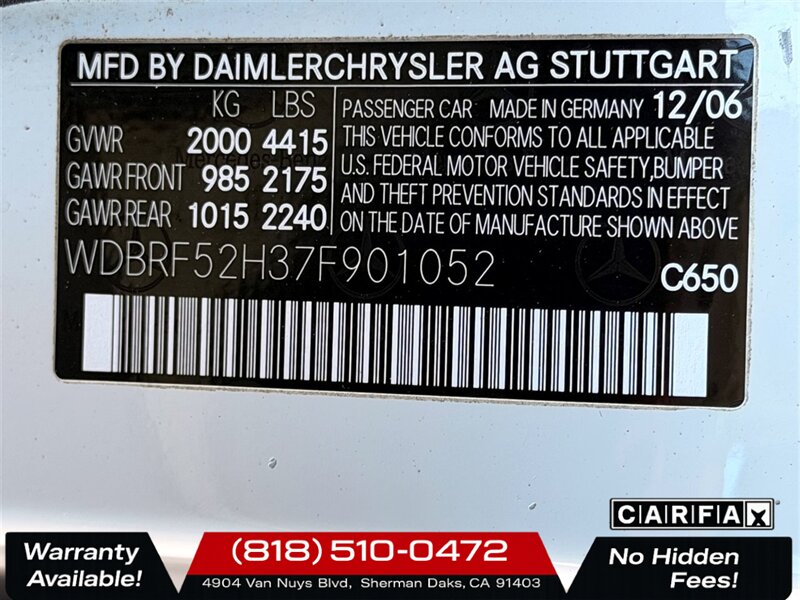 MFD BY DAIMLERCHRYSLER AG STUTTGART
KG LBS
GVWR 2000 4415
GAWR FRONT 985 2175
GAWR REAR 1015 2240
PASSENGER CAR MADE IN GERMANY 12/06
THIS VEHICLE CONFORMS TO ALL APPLICABLE
U.S. FEDERAL MOTOR VEHICLE SAFETY,BUMPER
AND THEFT PREVENTION STANDARDS IN EFFECT
ON THE DATE OF MANUFACTURE SHOWN ABOVE
WDBRF52H37F901052
C650
CARFAX
Warranty
Available!
(818) 510-0472
4904 Van Nuys Blvd, Sherman Daks, CA 91403
No Hidden
Fees!